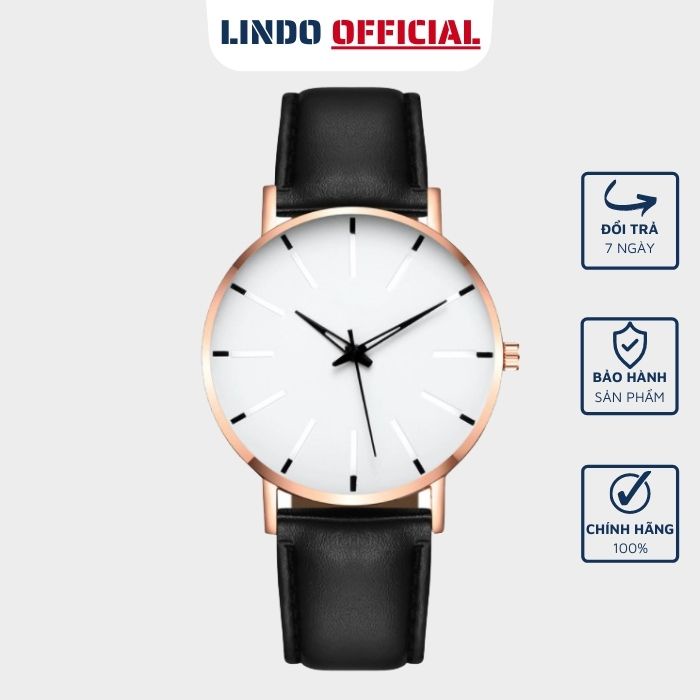 LINDO OFFICIAL
ĐỔI TRẢ
7 NGÀY
BẢO HÀNH
SẢN PHẨM
CHÍNH HÃNG
100%